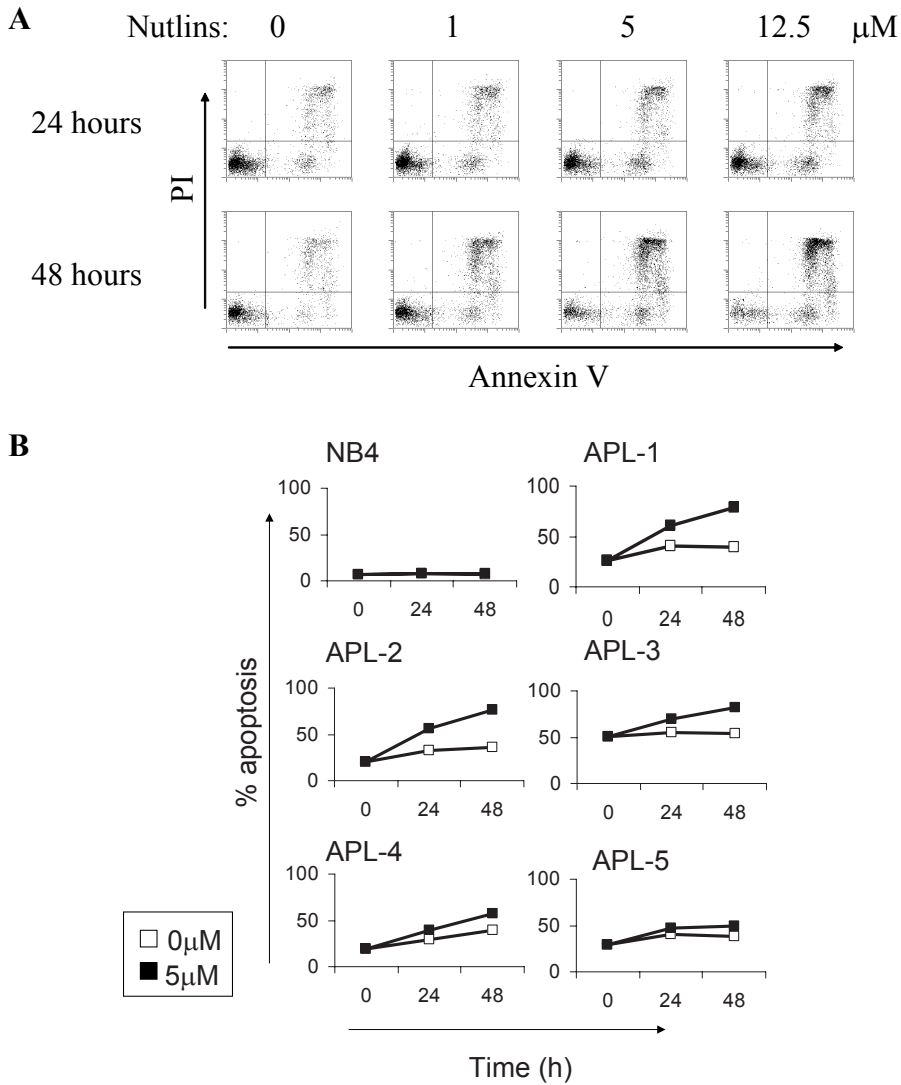 A
Nutlins: 0 1 5 12.5 μM
24 hours
PI
48 hours
Annexin V
B
NB4 APL-1
100 100
50 50
0 0
0 24 48 0 24 48
APL-2 APL-3
100 100
50 50
0 0
0 24 48 0 24 48
APL-4 APL-5
100 100
50 50
0 0
0 24 48 0 24 48
% apoptosis
0μM
5μM
Time (h)